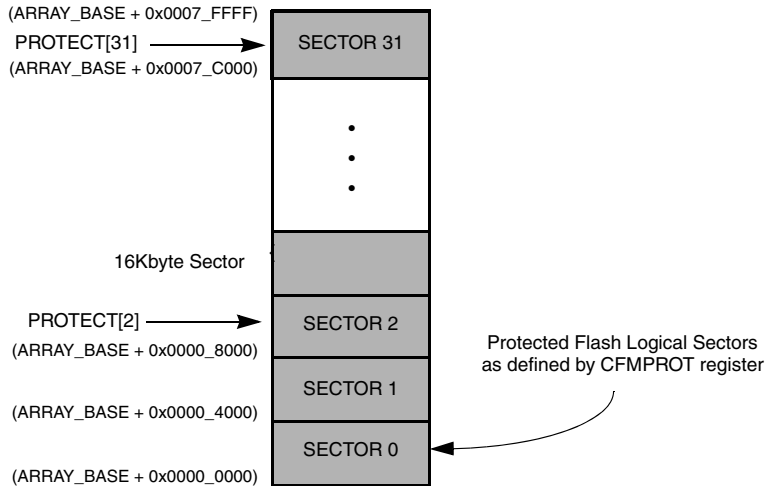 (ARRAY_BASE + 0x0007_FFFF)
PROTECT[31]
SECTOR 31
(ARRAY_BASE + 0x0007_C000)
16Kbyte Sector
PROTECT[2]
SECTOR 2
(ARRAY_BASE + 0x0000_8000)
Protected Flash Logical Sectors
as defined by CFMPROT register
SECTOR 1
(ARRAY_BASE + 0x0000_4000)
SECTOR 0
(ARRAY_BASE + 0x0000_0000)